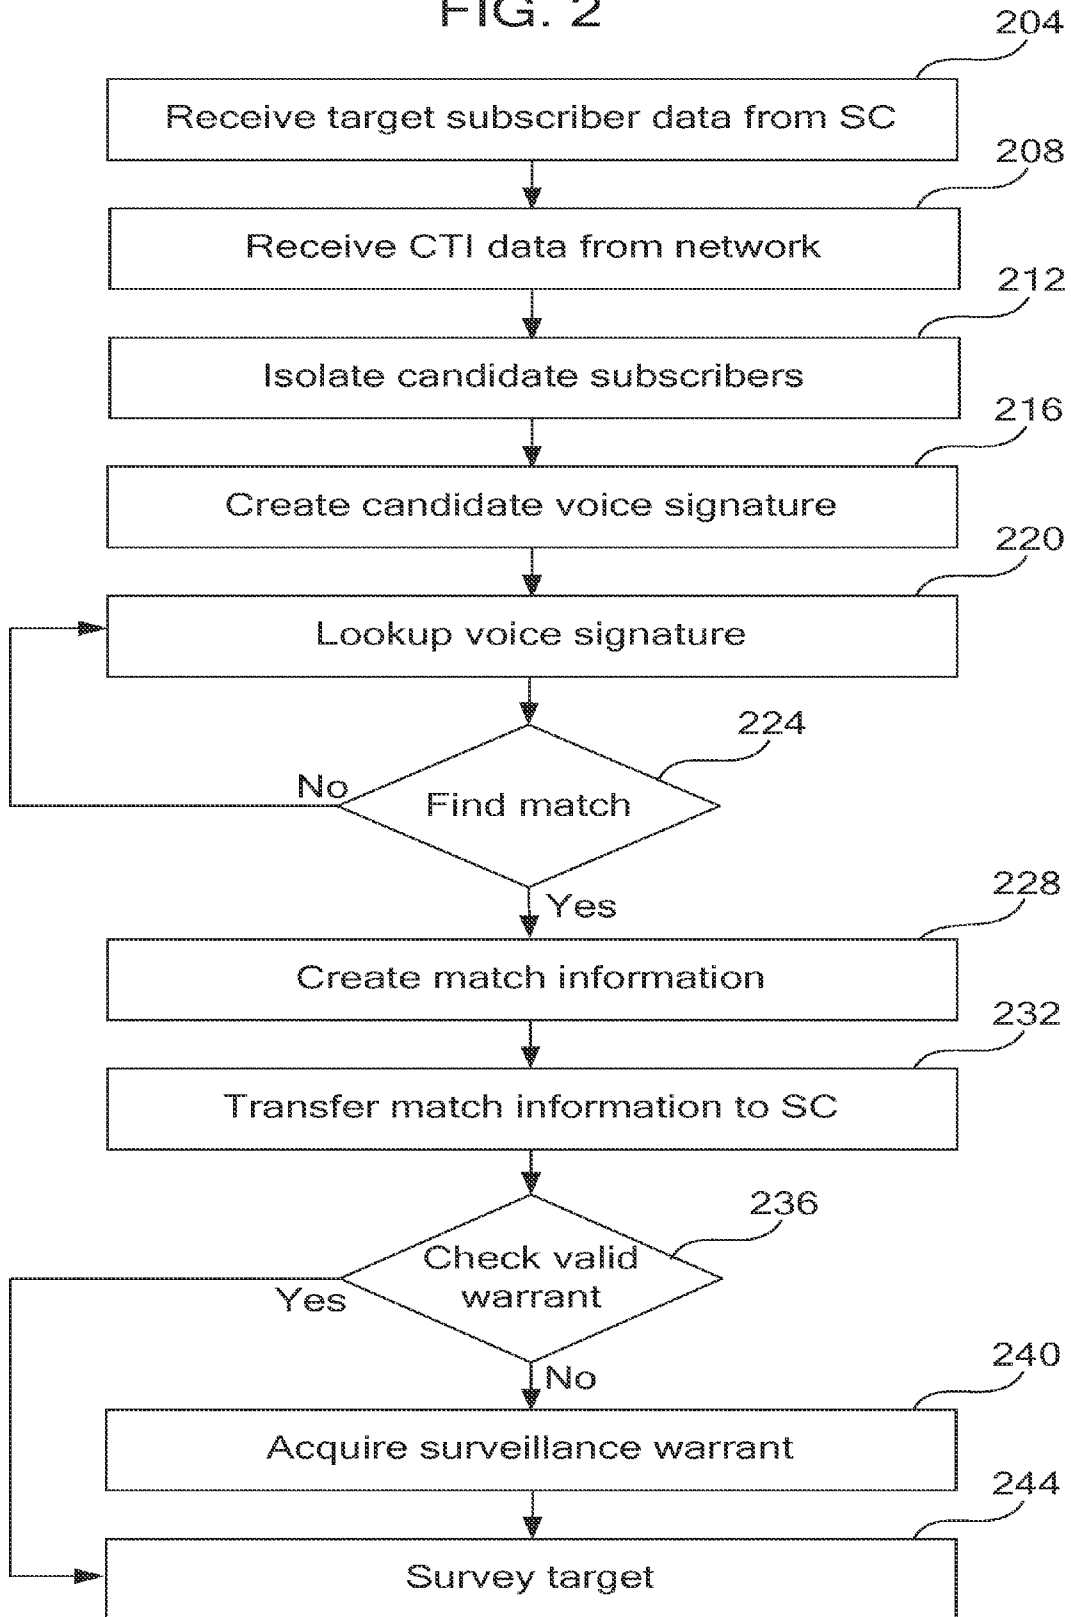 FIG. 2
204
Receive target subscriber data from SC
208
Receive CTI data from network
212
Isolate candidate subscribers
216
Create candidate voice signature
220
Lookup voice signature
224
No
Find match
Yes
228
Create match information
232
Transfer match information to SC
236
Check valid
warrant
Yes
No
240
Acquire surveillance warrant
244
Survey target